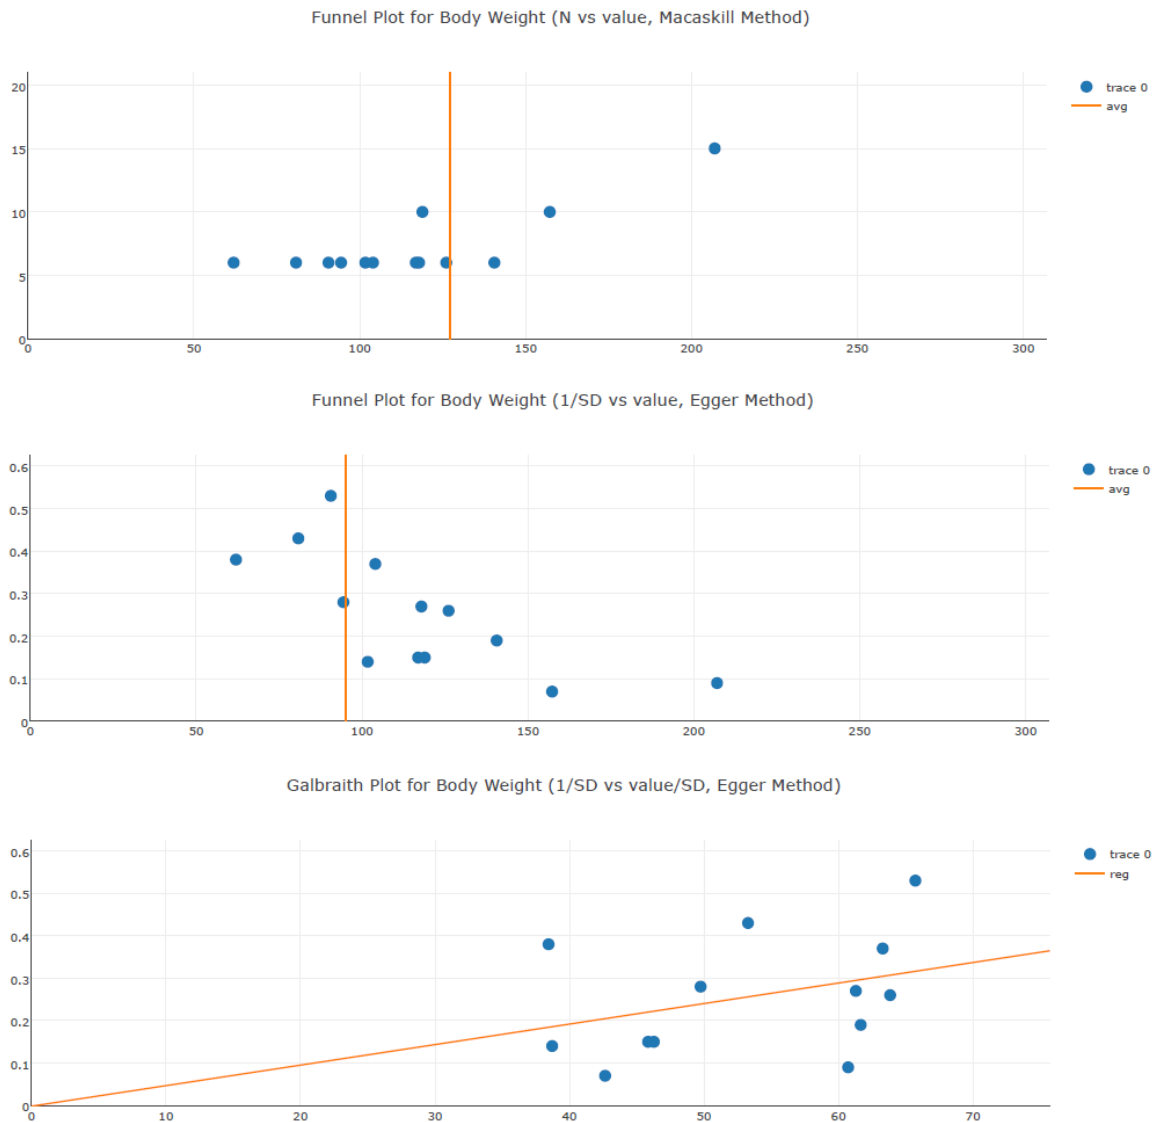 Funnel Plot for Body Weight (N vs value, Macaskill Method)
20
15
10
5
0
0 50 100 150 200 250 300
trace 0
avg
Funnel Plot for Body Weight (1/SD vs value, Egger Method)
0.6
0.5
0.4
0.3
0.2
0.1
0
0 50 100 150 200 250 300
trace 0
avg
Galbraith Plot for Body Weight (1/SD vs value/SD, Egger Method)
0.6
0.5
0.4
0.3
0.2
0.1
0
0 10 20 30 40 50 60 70
trace 0
reg